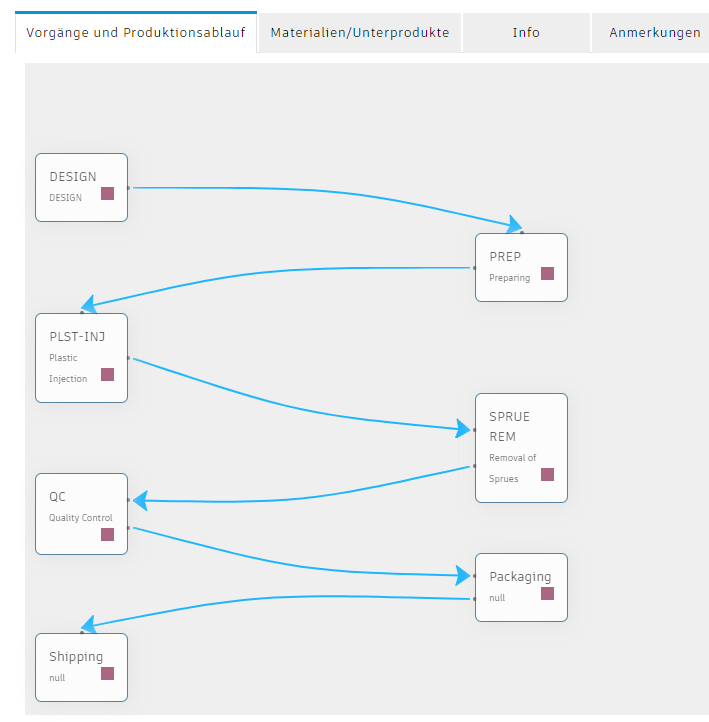 Vorgänge und Produktionsablauf
Materialien/Unterprodukte
Info
Anmerkungen
DESIGN
DESIGN
PREP
Preparing
PLST-INJ
Plastic
Injection
SPRUE
REM
Removal of
Sprues
QC
Quality Control
Packaging
null
Shipping
null